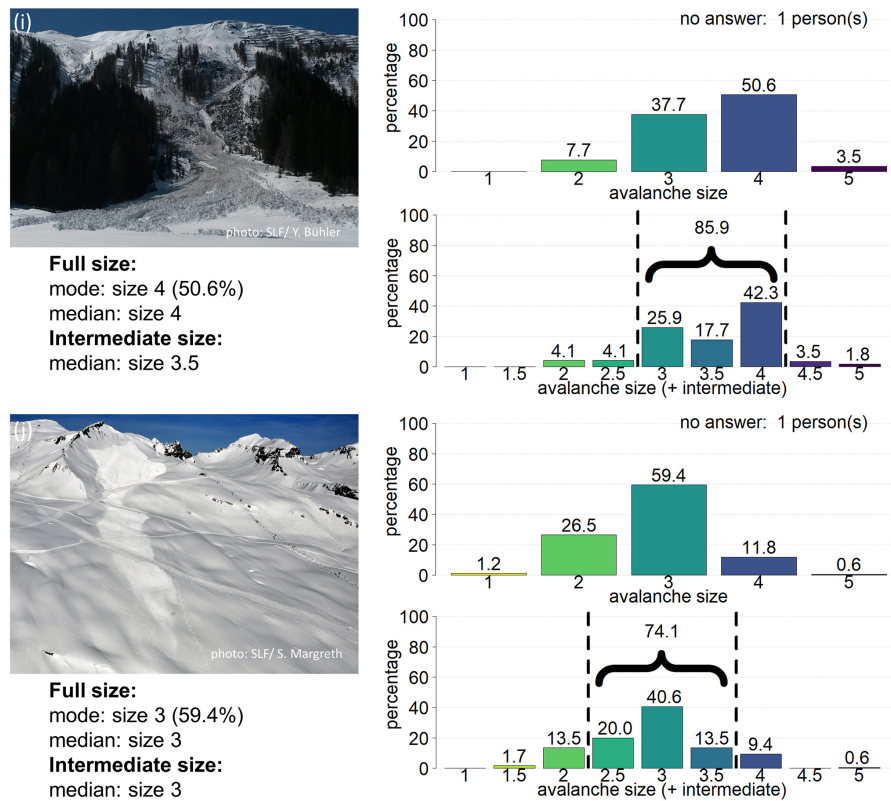 (i)
photo: SLF/ Y. Bühler
Full size:
mode: size 4 (50.6%)
median: size 4
Intermediate size:
median: size 3.5
no answer: 1 person(s)
percentage
100
80
60
40
20
0
7.7
37.7
50.6
3.5
1 2 3 4 5
avalanche size
percentage
100
80
60
40
20
0
85.9
4.1 4.1 25.9 17.7 42.3 3.5 1.8
1 1.5 2 2.5 3 3.5 4 4.5 5
avalanche size (+ intermediate)
(j)
photo: SLF/ S. Margreth
Full size:
mode: size 3 (59.4%)
median: size 3
Intermediate size:
median: size 3
no answer: 1 person(s)
percentage
100
80
60
40
20
0
1.2 26.5 59.4 11.8 0.6
1 2 3 4 5
avalanche size
percentage
100
80
60
40
20
0
74.1
1.7 13.5 20.0 40.6 13.5 9.4 0.6
1 1.5 2 2.5 3 3.5 4 4.5 5
avalanche size (+ intermediate)